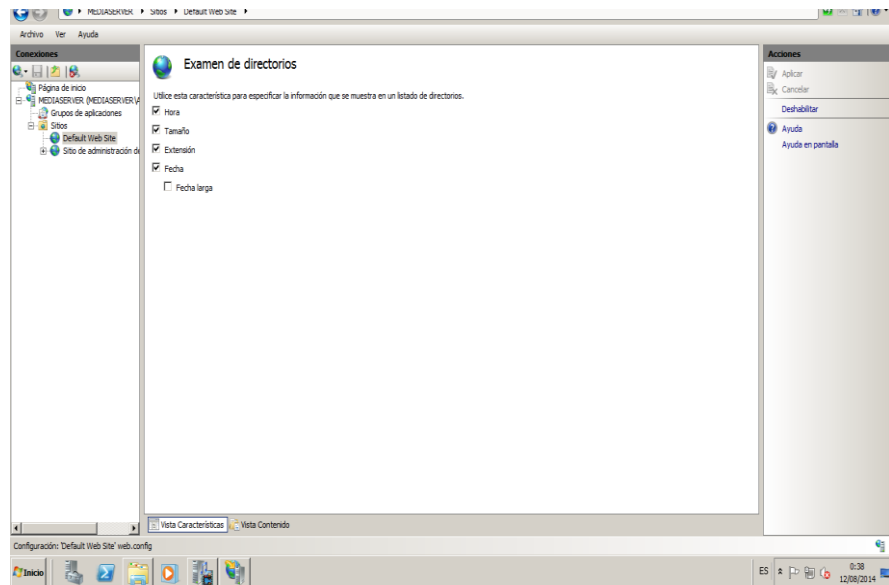 MEDIASERVER ▸ Sitios ▸ Default Web Site ▸
Archivo Ver Ayuda
Conexiones
Página de inicio
MEDIASERVER (MEDIASERVER\A
Grupos de aplicaciones
Sitios
Default Web Site
Sitio de administración de
Examen de directorios
Utilice esta característica para especificar la información que se muestra en un listado de directorios.
Hora
Tamaño
Extensión
Fecha
Fecha larga
Vista Características
Vista Contenido
Acciones
Aplicar
Cancelar
Deshabilitar
Ayuda
Ayuda en pantalla
Configuración: 'Default Web Site' web.config
Inicio
ES
0:38
12/08/2014